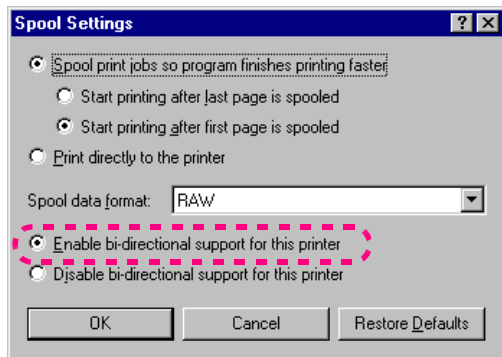 Spool Settings
Spool print jobs so program finishes printing faster
Start printing after last page is spooled
Start printing after first page is spooled
Print directly to the printer
Spool data format: RAW
Enable bi-directional support for this printer
Disable bi-directional support for this printer
OK Cancel Restore Defaults